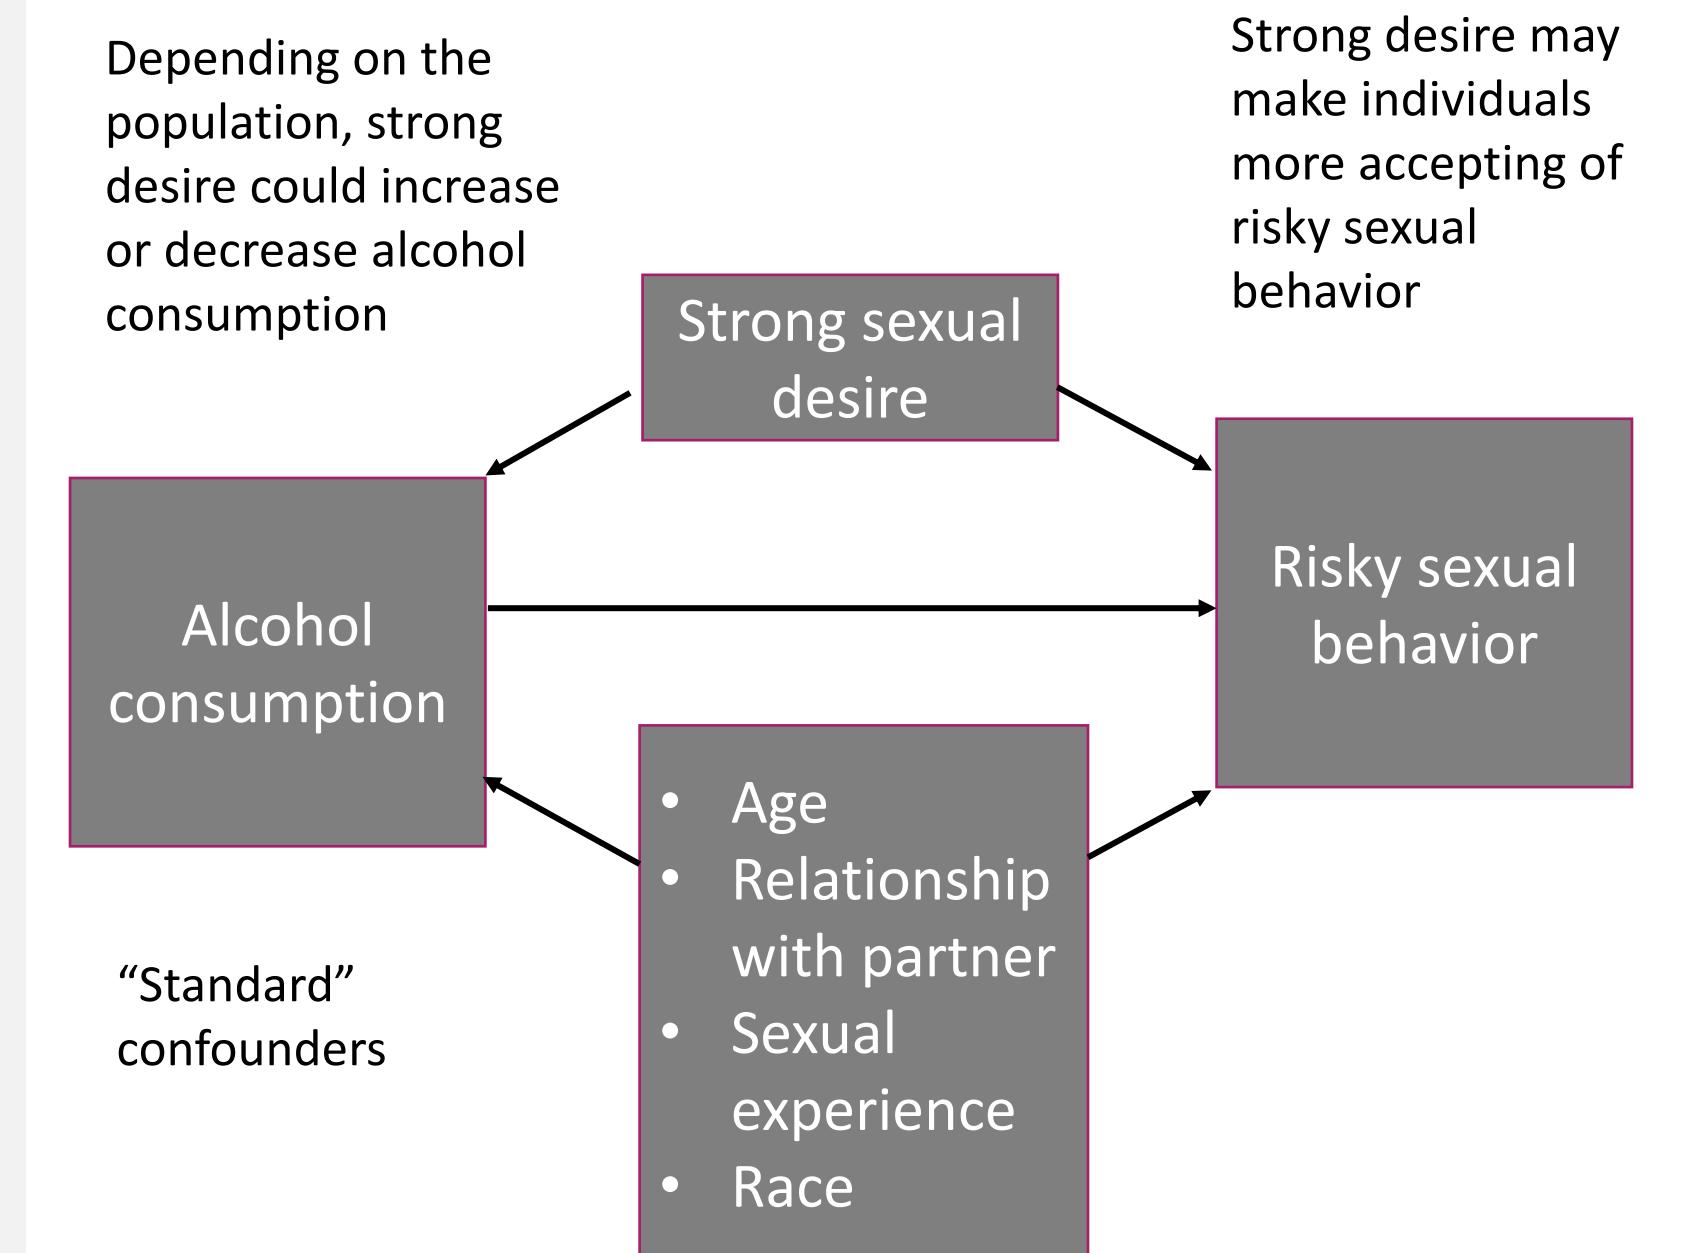 Depending on the
population, strong
desire could increase
or decrease alcohol
consumption
Strong desire may
make individuals
more accepting of
risky sexual
behavior
Strong sexual
desire
Alcohol
consumption
Risky sexual
behavior
• Age
• Relationship
with partner
• Sexual
experience
• Race
“Standard”
confounders